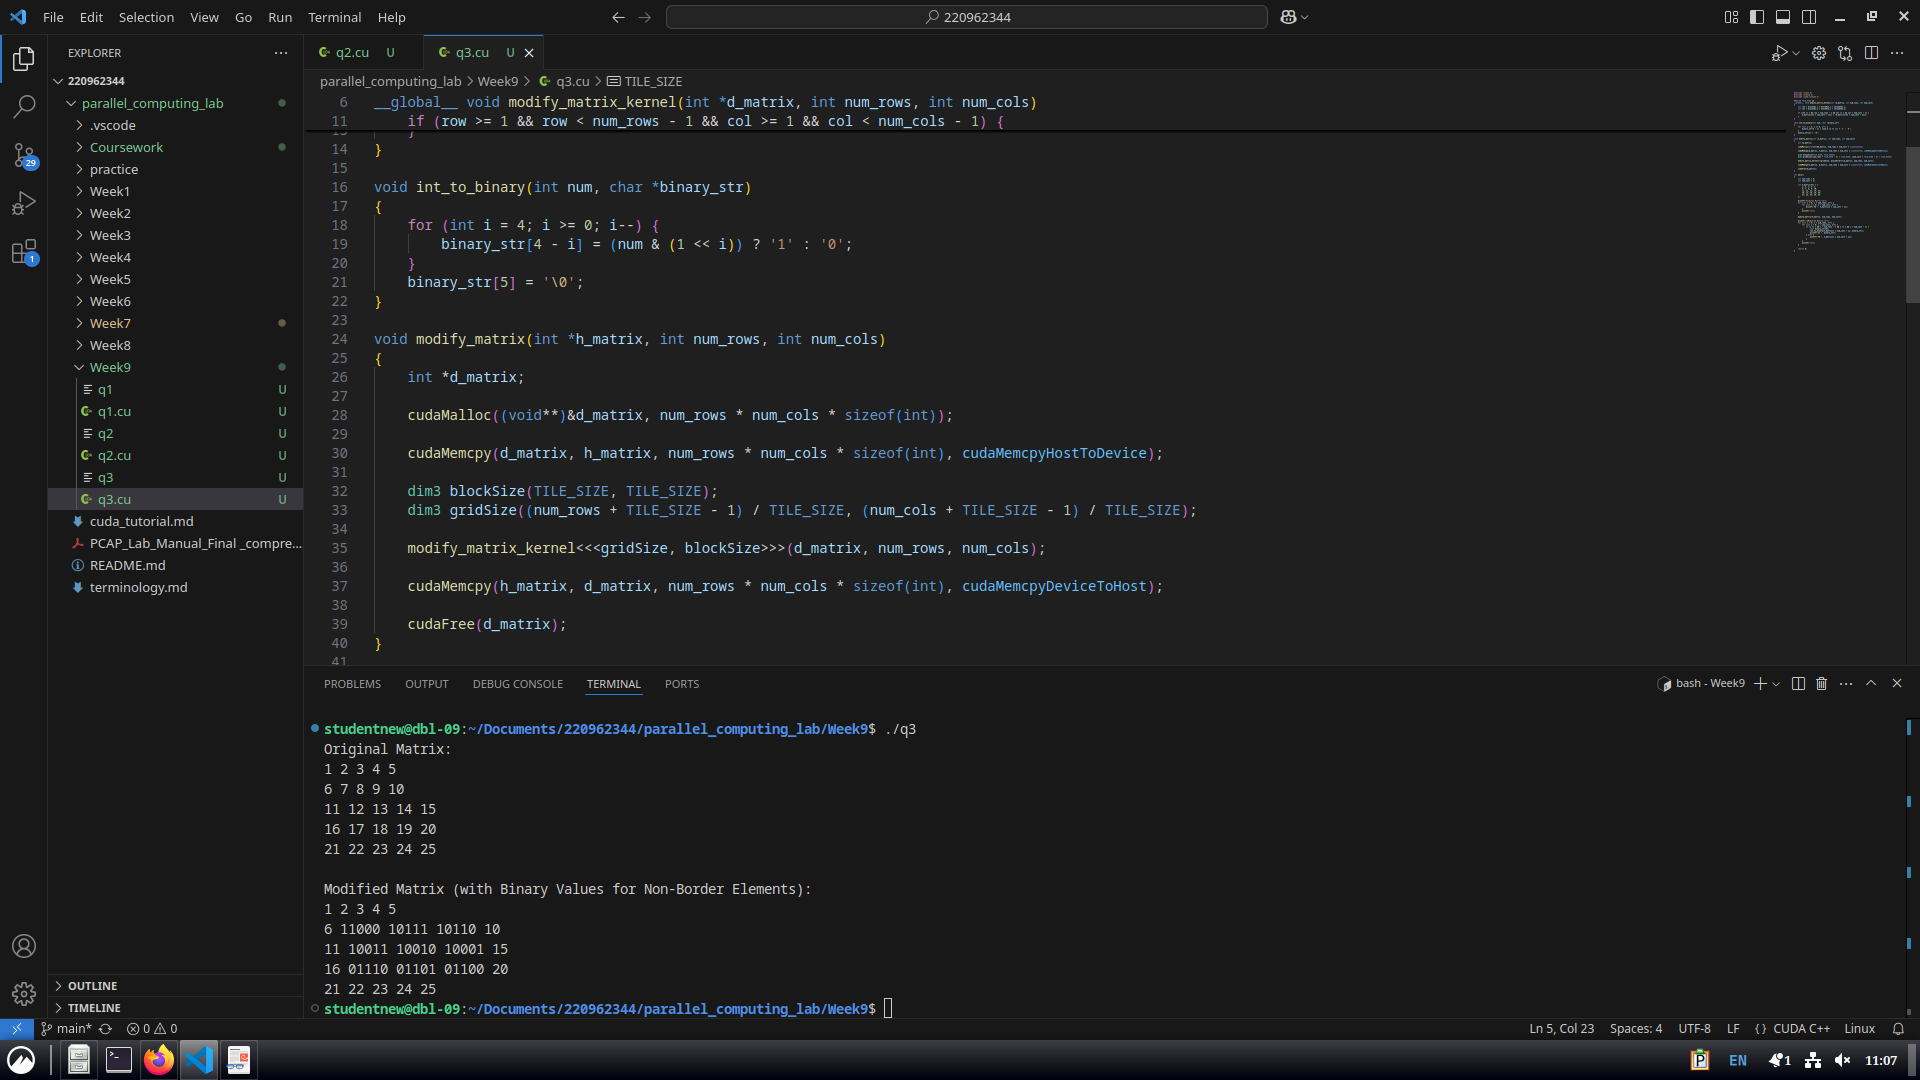 File Edit Selection View Go Run Terminal Help
220962344
EXPLORER
220962344
parallel_computing_lab
.vscode
Coursework
practice
Week1
Week2
Week3
Week4
Week5
Week6
Week7
Week8
Week9
q1 U
q1.cu U
q2 U
q2.cu U
q3 U
q3.cu U
cuda_tutorial.md
PCAP_Lab_Manual_Final _compre...
README.md
terminology.md
OUTLINE
TIMELINE
29
1
q2.cu U
q3.cu U
parallel_computing_lab > Week9 > q3.cu > TILE_SIZE
6 __global__ void modify_matrix_kernel(int *d_matrix, int num_rows, int num_cols)
11 if (row >= 1 && row < num_rows - 1 && col >= 1 && col < num_cols - 1) {
13 }
14 }
15
16 void int_to_binary(int num, char *binary_str)
17 {
18 for (int i = 4; i >= 0; i--) {
19 binary_str[4 - i] = (num & (1 << i)) ? '1' : '0';
20 }
21 binary_str[5] = '\0';
22 }
23
24 void modify_matrix(int *h_matrix, int num_rows, int num_cols)
25 {
26 int *d_matrix;
27
28 cudaMalloc((void**)&d_matrix, num_rows * num_cols * sizeof(int));
29
30 cudaMemcpy(d_matrix, h_matrix, num_rows * num_cols * sizeof(int), cudaMemcpyHostToDevice);
31
32 dim3 blockSize(TILE_SIZE, TILE_SIZE);
33 dim3 gridSize((num_rows + TILE_SIZE - 1) / TILE_SIZE, (num_cols + TILE_SIZE - 1) / TILE_SIZE);
34
35 modify_matrix_kernel<<<gridSize, blockSize>>>(d_matrix, num_rows, num_cols);
36
37 cudaMemcpy(h_matrix, d_matrix, num_rows * num_cols * sizeof(int), cudaMemcpyDeviceToHost);
38
39 cudaFree(d_matrix);
40 }
41
PROBLEMS OUTPUT DEBUG CONSOLE TERMINAL PORTS
bash - Week9
studentnew@dbl-09:~/Documents/220962344/parallel_computing_lab/Week9$ ./q3
Original Matrix:
1 2 3 4 5
6 7 8 9 10
11 12 13 14 15
16 17 18 19 20
21 22 23 24 25
Modified Matrix (with Binary Values for Non-Border Elements):
1 2 3 4 5
6 11000 10111 10110 10
11 10011 10010 10001 15
16 01110 01101 01100 20
21 22 23 24 25
studentnew@dbl-09:~/Documents/220962344/parallel_computing_lab/Week9$
main* 0 0 Ln 5, Col 23 Spaces: 4 UTF-8 LF {} CUDA C++ Linux
EN 1 11:07